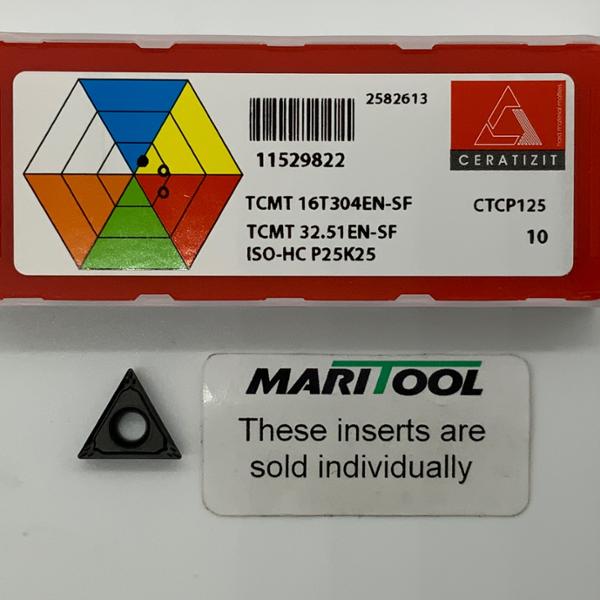 2582613
11529822
CERATIZIT
TCMT 16T304EN-SF
CTCP125
TCMT 32.51EN-SF
10
ISO-HC P25K25
MARITOOL
These inserts are
sold individually